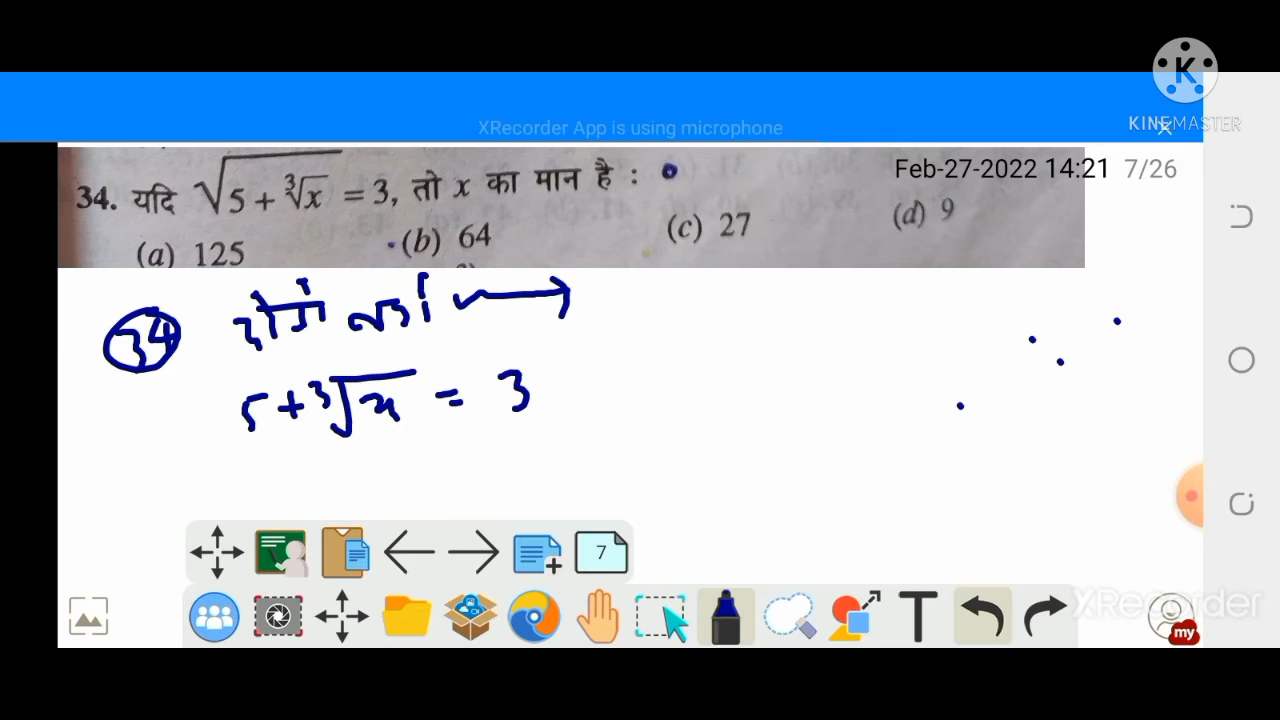 KINEMASTER
XRecorder App is using microphone
Feb-27-2022 14:21 7/26
34. यदि √5 + ∛x = 3, तो x का मान है :
(a) 125 (b) 64 (c) 27 (d) 9
34
5 + ∛x = 3
7
T
XRecorder
my